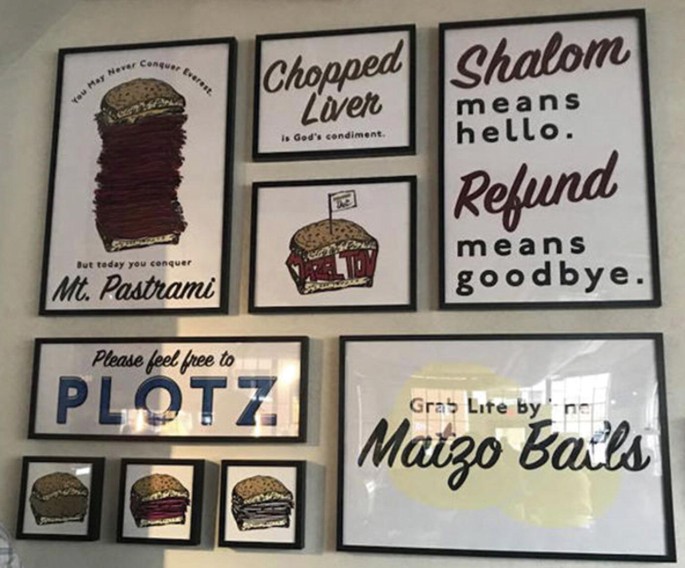 You May Never Conquer Everest.
But today you conquer
Mt. Pastrami
Chopped
Liver
is God's condiment.
MAZEL TOV
Shalom
means
hello.
Refund
means
goodbye.
Please feel free to
PLOTZ
Grab Life By The
Matzo Balls